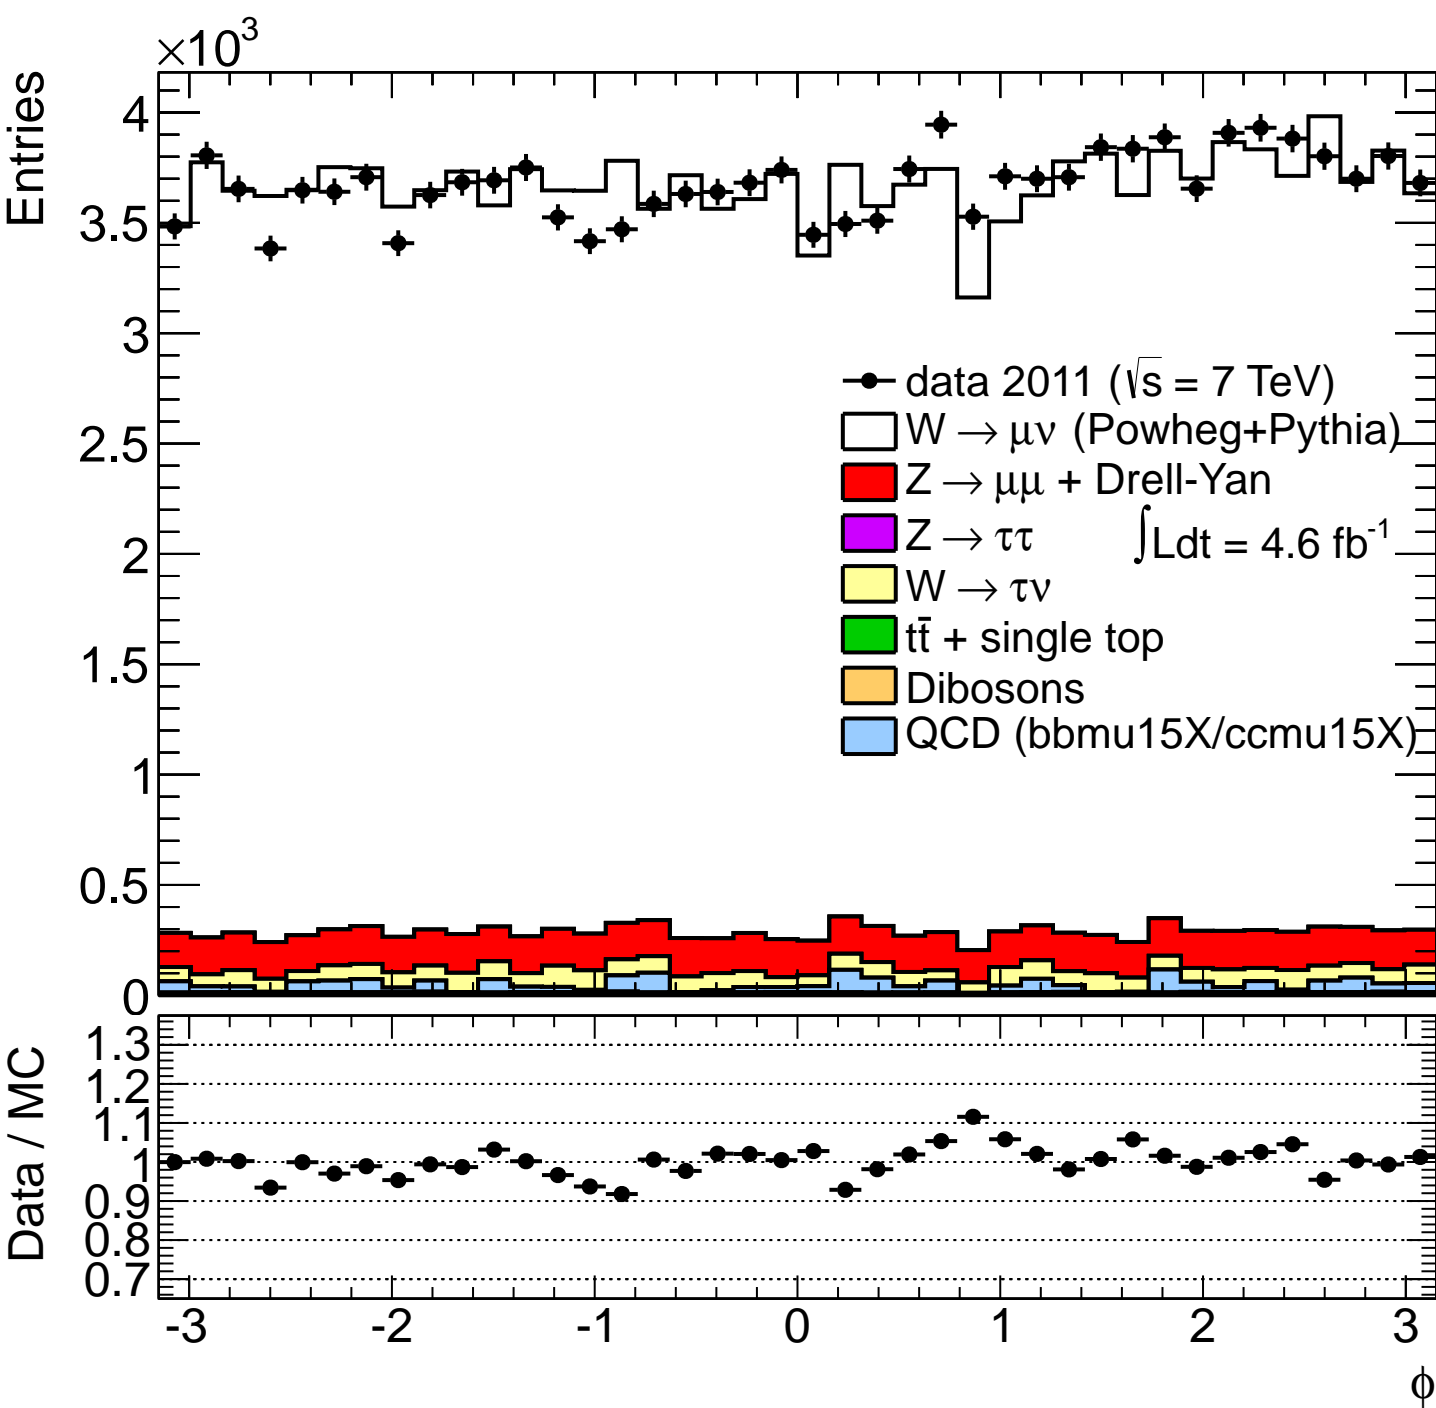 ×10³
Entries
4
3.5
3
2.5
2
1.5
1
0.5
0
data 2011 (√s = 7 TeV)
W → μν (Powheg+Pythia)
Z → μμ + Drell-Yan
Z → ττ
∫Ldt = 4.6 fb⁻¹
W → τν
tt̄ + single top
Dibosons
QCD (bbmu15X/ccmu15X)
Data / MC
1.3
1.2
1.1
1
0.9
0.8
0.7
-3 -2 -1 0 1 2 3
ϕ